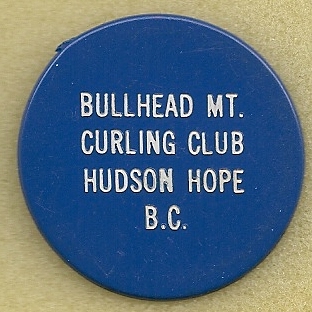 BULLHEAD MT.
CURLING CLUB
HUDSON HOPE
B.C.